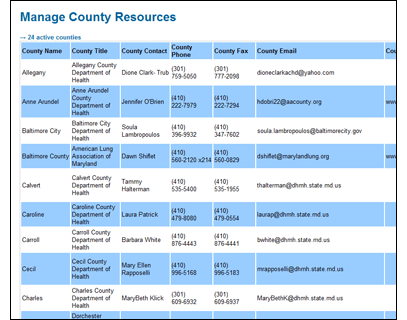 Manage County Resources
→ 24 active counties
County Name County Title County Contact County Phone County Fax County Email Cou
Allegany Allegany County Department of Health Dione Clark- Trub (301) 759-5050 (301) 777-2098 dioneclarkachd@yahoo.com
Anne Arundel Anne Arundel County Department of Health Jennifer O'Brien (410) 222-7979 (410) 222-7294 hdobri22@aacounty.org www
Baltimore City Baltimore City Department of Health Soula Lambropoulos (410) 396-9932 (410) 347-7602 soula.lambropoulos@baltimorecity.gov
Baltimore County American Lung Association of Maryland Dawn Shiflet (410) 560-2120 x214 (410) 560-0829 dshiflet@marylandlung.org www
Calvert Calvert County Department of Health Tammy Halterman (410) 535-5400 (410) 535-1955 thalterman@dhmh.state.md.us
Caroline Caroline County Department of Health Laura Patrick (410) 479-8080 (410) 479-0554 laurap@dhmh.state.md.us
Carroll Carroll County Department of Health Barbara White (410) 876-4443 (410) 876-4441 bwhite@dhmh.state.md.us
Cecil Cecil County Department of Health Mary Ellen Rapposelli (410) 996-5168 (410) 996-5183 mrapposelli@dhmh.state.md.us
Charles Charles County Department of Health MaryBeth Klick (301) 609-6932 (301) 609-6937 MaryBethK@dhmh.state.md.us
Dorchester